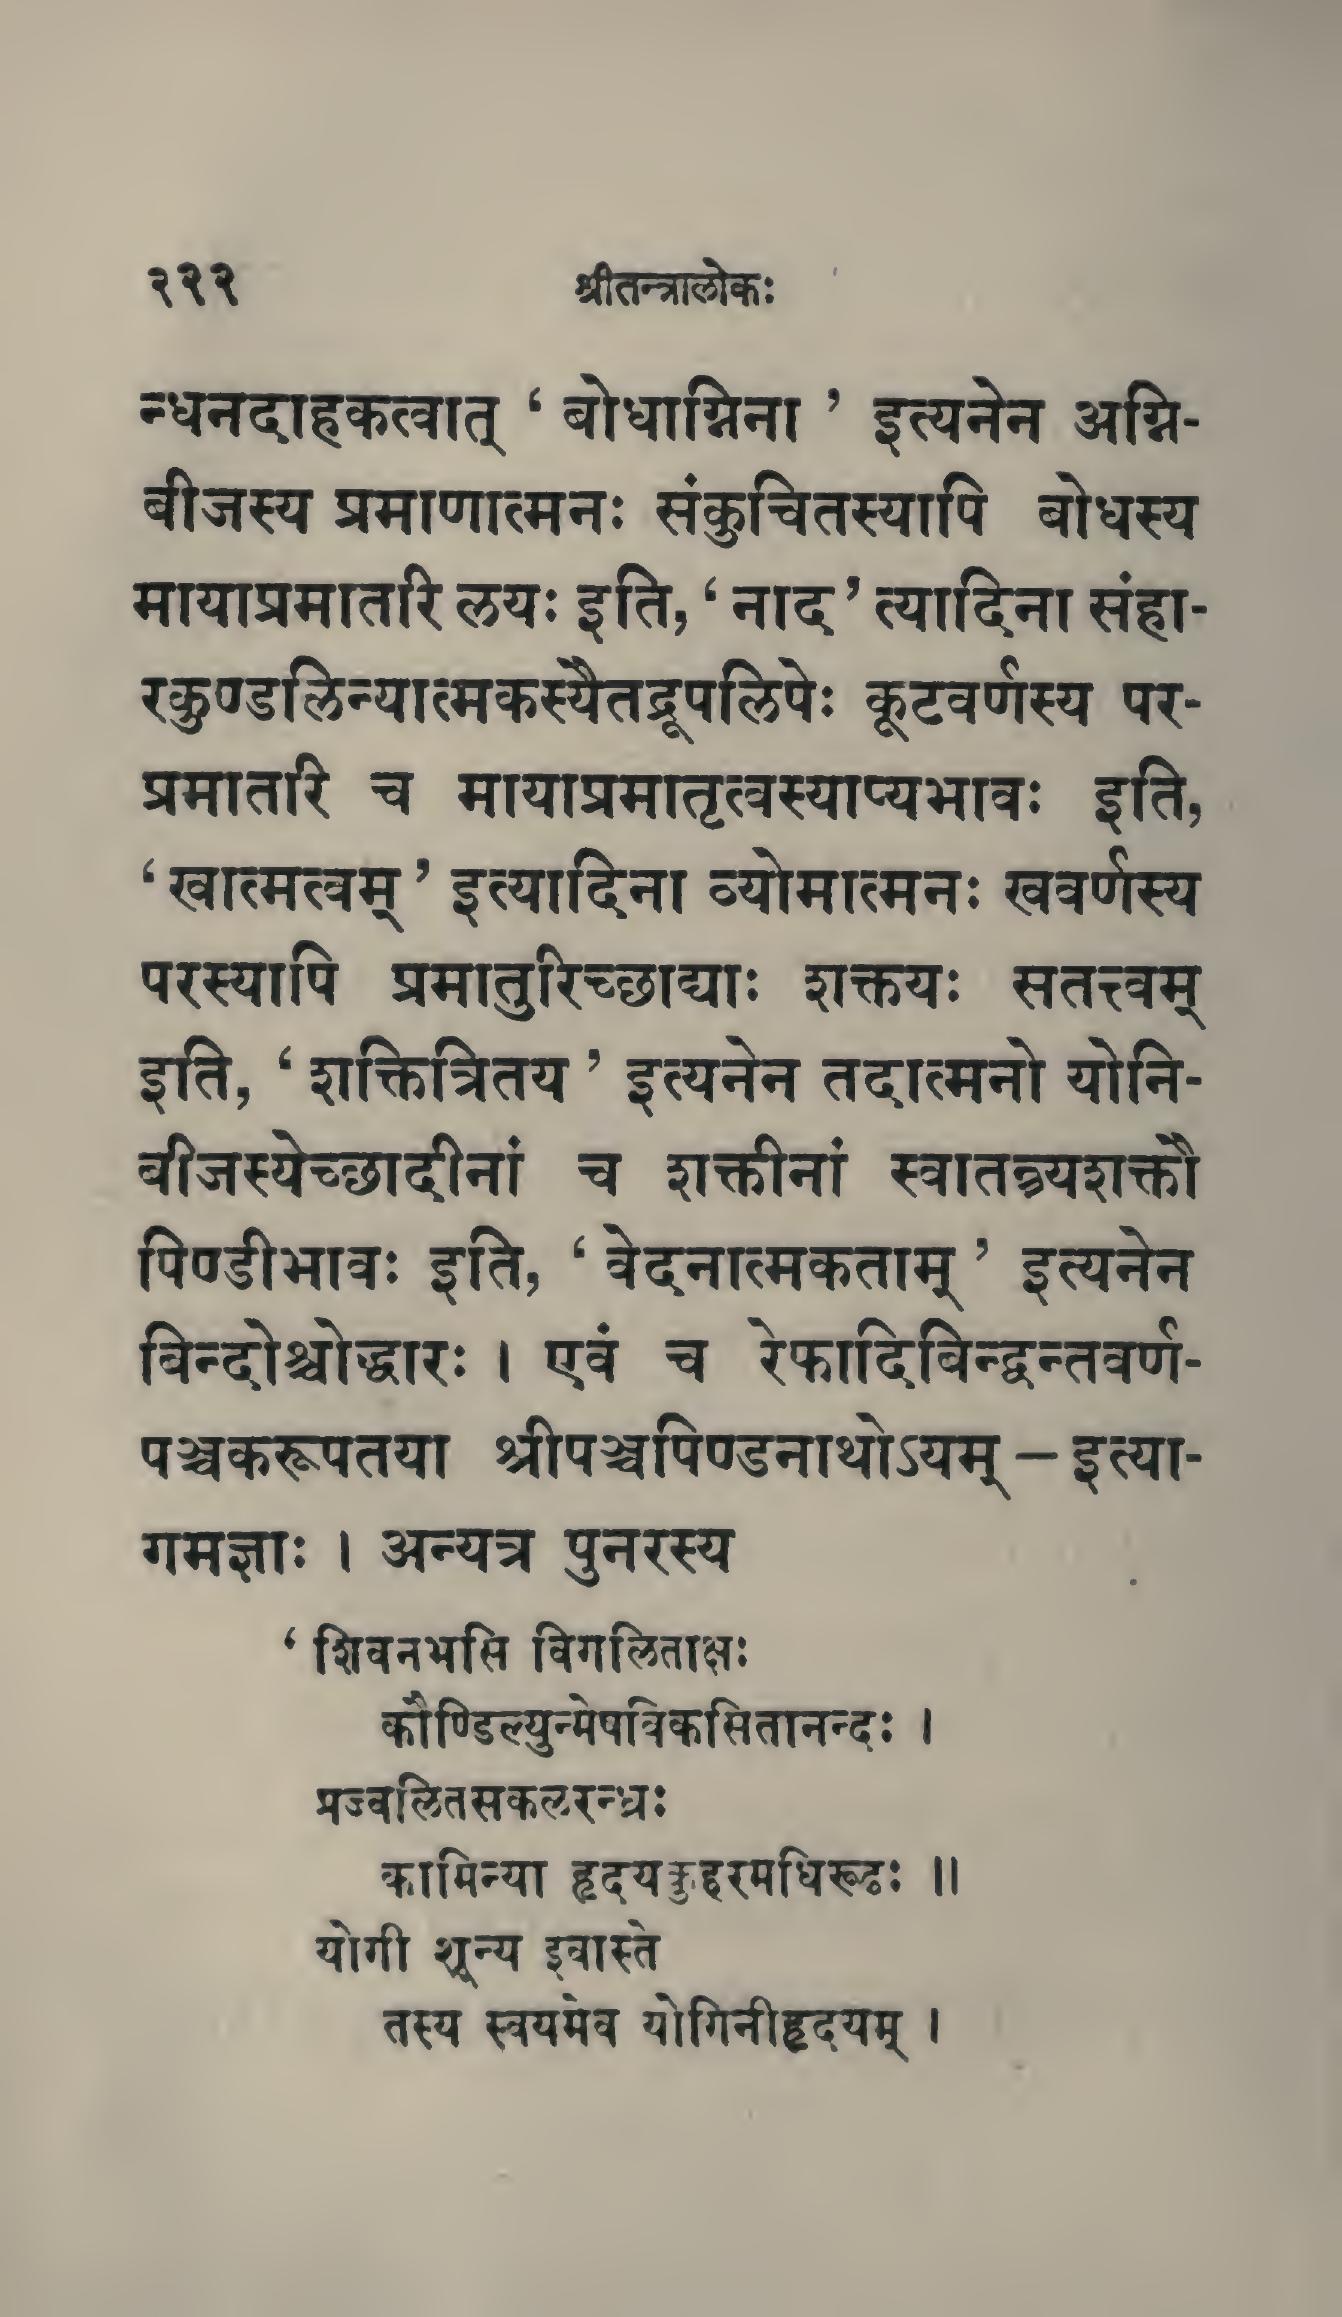 २२२ श्रीतन्त्रालोकः
न्धनदाहकत्वात् ‘ बोधाग्निना ’ इत्यनेन अग्नि-
बीजस्य प्रमाणात्मनः संकुचितस्यापि बोधस्य
मायाप्रमातरि लयः इति, ‘ नाद ’ त्यादिना संहा-
रकुण्डलिन्यात्मकस्यैतद्रूपलिपेः कूटवर्णस्य पर-
प्रमातरि च मायाप्रमातृत्वस्याप्यभावः इति,
‘ खात्मत्वम् ’ इत्यादिना व्योमात्मनः खवर्णस्य
परस्यापि प्रमातुरिच्छाद्याः शक्तयः सतत्त्वम्
इति, ‘ शक्तित्रितय ’ इत्यनेन तदात्मनो योनि-
बीजस्येच्छादीनां च शक्तीनां स्वातन्त्र्यशक्तौ
पिण्डीभावः इति, ‘ वेदनात्मकताम् ’ इत्यनेन
बिन्दोश्चोद्धारः । एवं च रेफादिबिन्द्वन्तवर्ण-
पञ्चकरूपतया श्रीपञ्चपिण्डनाथोऽयम् – इत्या-
गमज्ञाः । अन्यत्र पुनरस्य
‘ शिवनभसि विगलिताक्षः
कौण्डिल्युन्मेषविकसितानन्दः ।
प्रज्वलितसकलरन्ध्रः
कामिन्या हृदयकुहरमधिरूढः ॥
योगी शून्य इवास्ते
तस्य स्वयमेव योगिनीहृदयम् ।